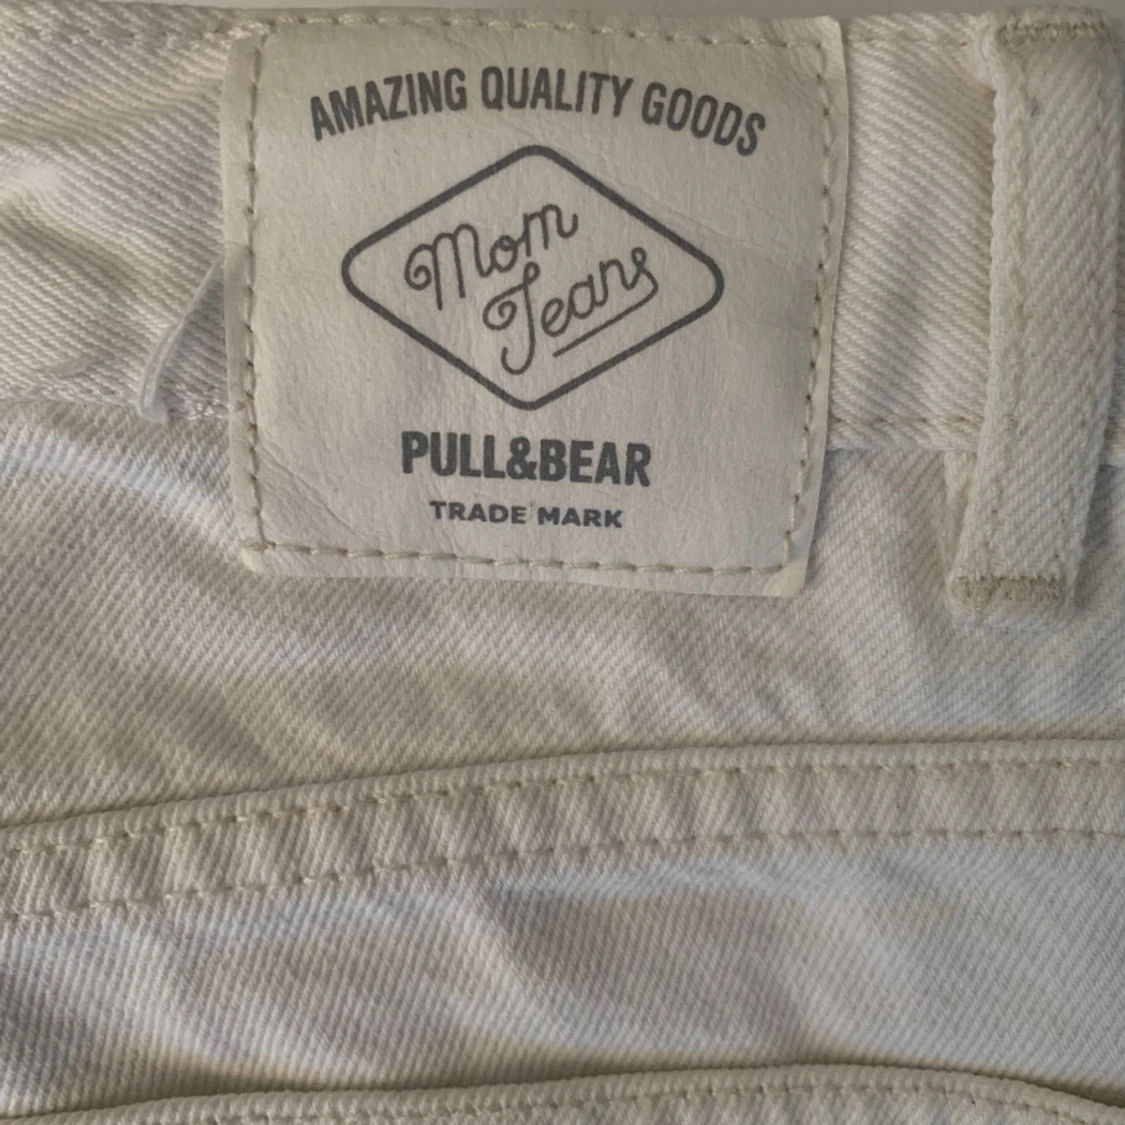 AMAZING QUALITY GOODS
Mom
Jeans
PULL&BEAR
TRADE MARK